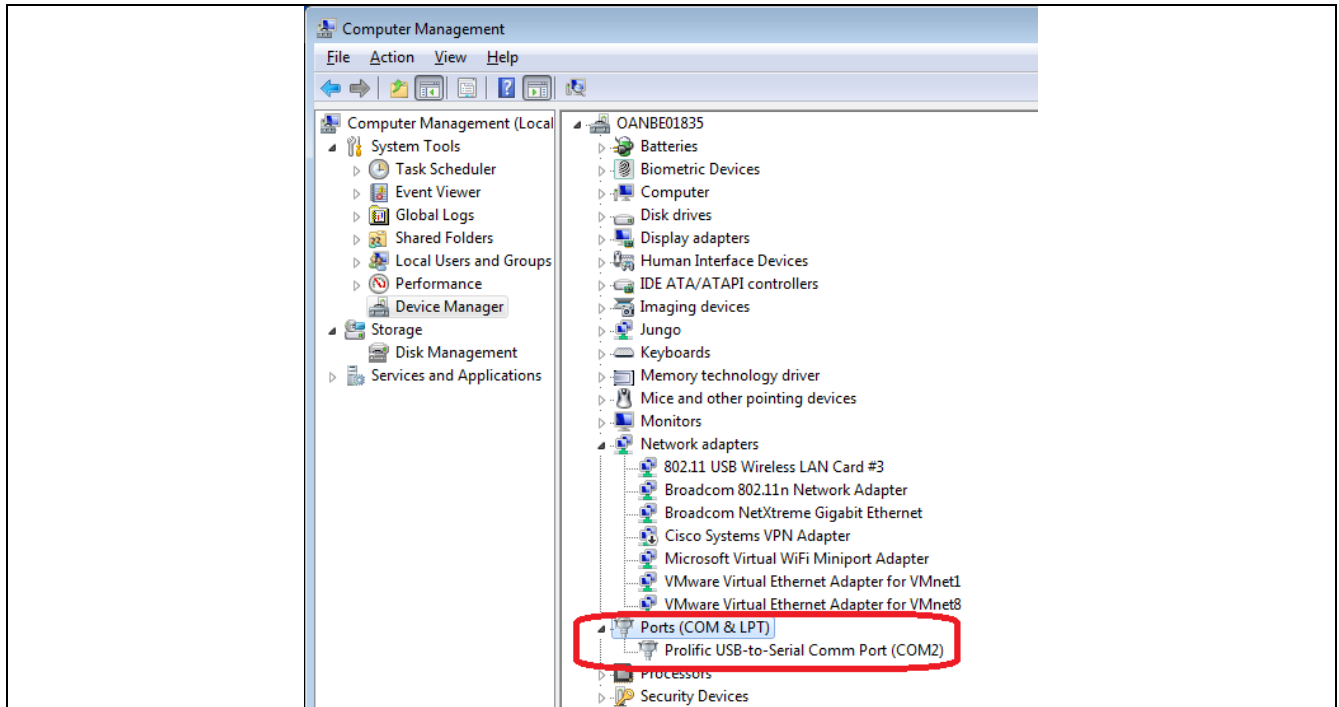 Computer Management
File Action View Help
Computer Management (Local
System Tools
Task Scheduler
Event Viewer
Global Logs
Shared Folders
Local Users and Groups
Performance
Device Manager
Storage
Disk Management
Services and Applications
OANBE01835
Batteries
Biometric Devices
Computer
Disk drives
Display adapters
Human Interface Devices
IDE ATA/ATAPI controllers
Imaging devices
Jungo
Keyboards
Memory technology driver
Mice and other pointing devices
Monitors
Network adapters
802.11 USB Wireless LAN Card #3
Broadcom 802.11n Network Adapter
Broadcom NetXtreme Gigabit Ethernet
Cisco Systems VPN Adapter
Microsoft Virtual WiFi Miniport Adapter
VMware Virtual Ethernet Adapter for VMnet1
VMware Virtual Ethernet Adapter for VMnet8
Ports (COM & LPT)
Prolific USB-to-Serial Comm Port (COM2)
Processors
Security Devices